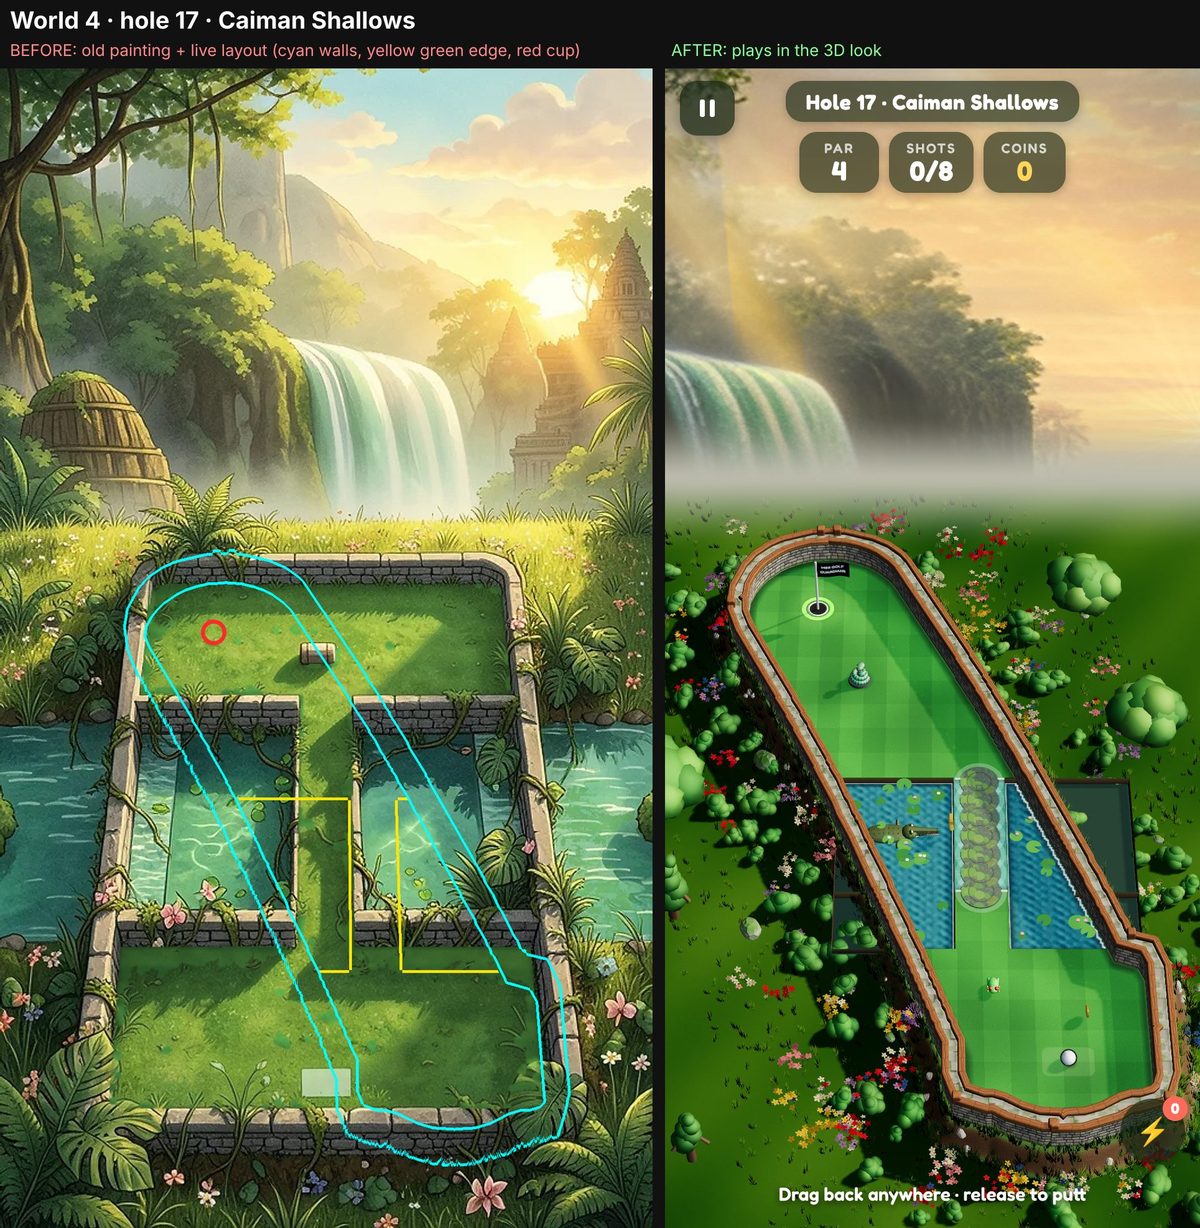 World 4 · hole 17 · Caiman Shallows
BEFORE: old painting + live layout (cyan walls, yellow green edge, red cup)
AFTER: plays in the 3D look
Hole 17 · Caiman Shallows
PAR
4
SHOTS
0/8
COINS
0
0
Drag back anywhere · release to putt